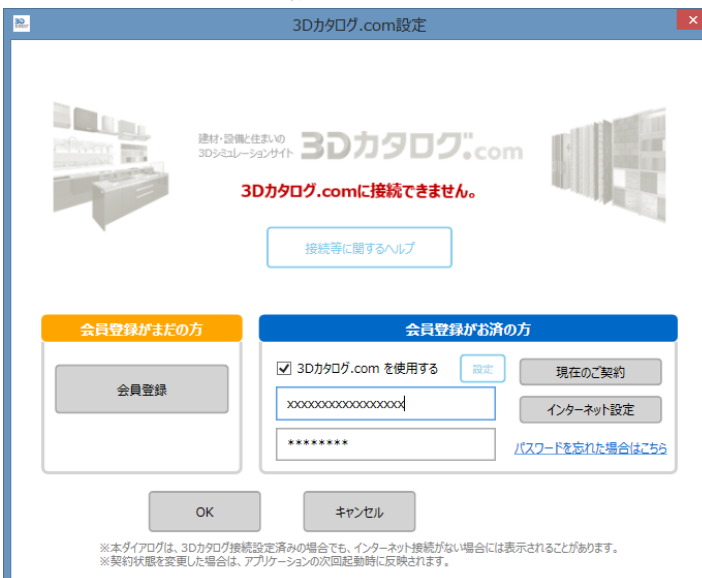 3Dカタログ.com設定
建材・設備と住まいの
3Dシミュレーションサイト 3Dカタログ.com
3Dカタログ.comに接続できません。
接続等に関するヘルプ
会員登録がまだの方
会員登録
会員登録がお済の方
3Dカタログ.com を使用する
設定
現在のご契約
xxxxxxxxxxxxxxxxx
インターネット設定
********
パスワードを忘れた場合はこちら
OK
キャンセル
※本ダイアログは、3Dカタログ接続設定済みの場合でも、インターネット接続がない場合には表示されることがあります。
※契約状態を変更した場合は、アプリケーションの次回起動時に反映されます。